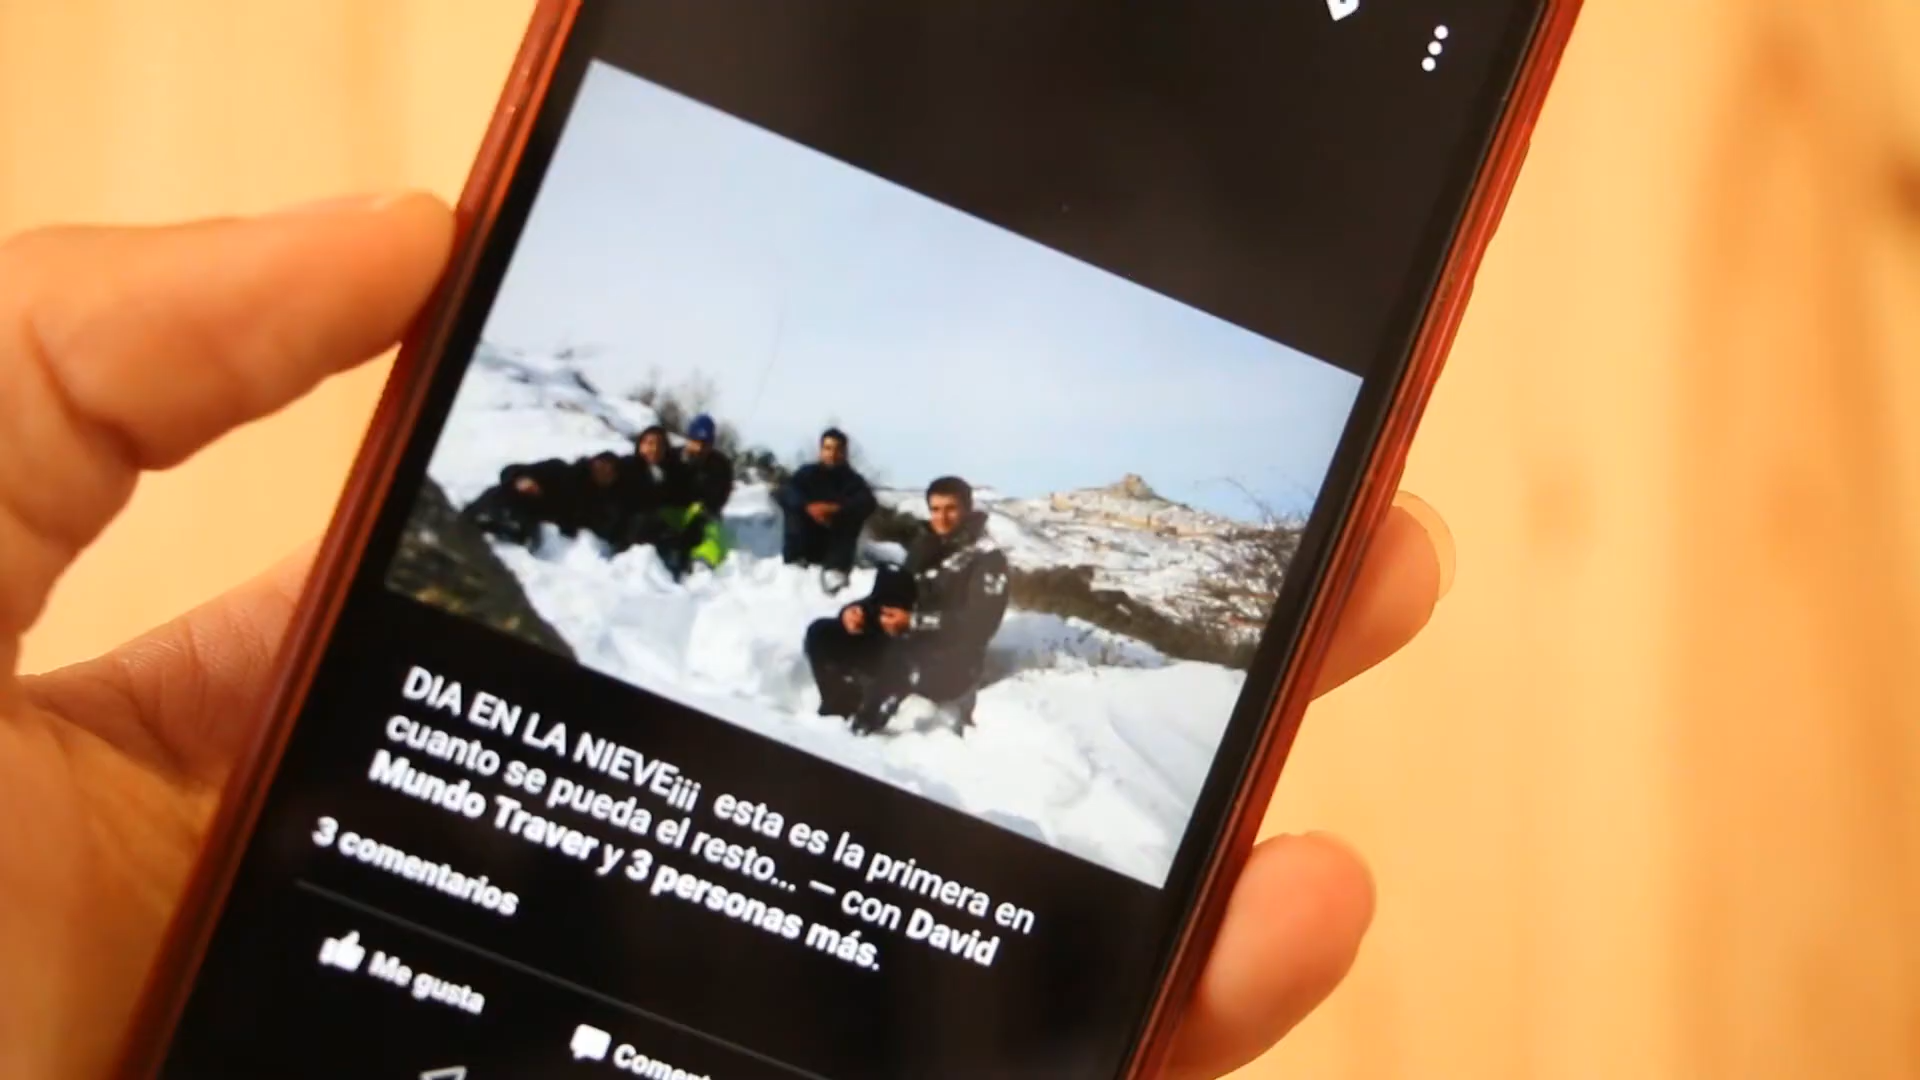 DIA EN LA NIEVE¡¡¡ esta es la primera en
cuanto se pueda el resto... — con David
Mundo Traver y 3 personas más.
3 comentarios
Me gusta